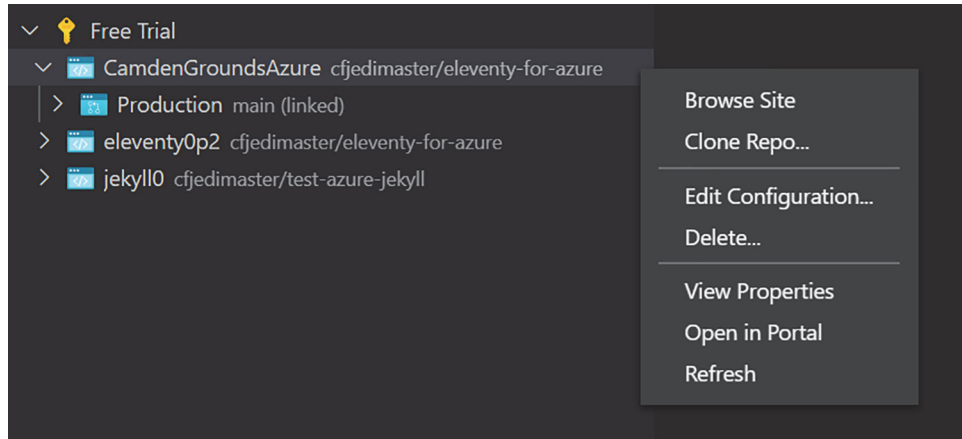 Free Trial
CamdenGroundsAzure cfjedimaster/eleventy-for-azure
Production main (linked)
eleventy0p2 cfjedimaster/eleventy-for-azure
jekyll0 cfjedimaster/test-azure-jekyll
Browse Site
Clone Repo...
Edit Configuration...
Delete...
View Properties
Open in Portal
Refresh